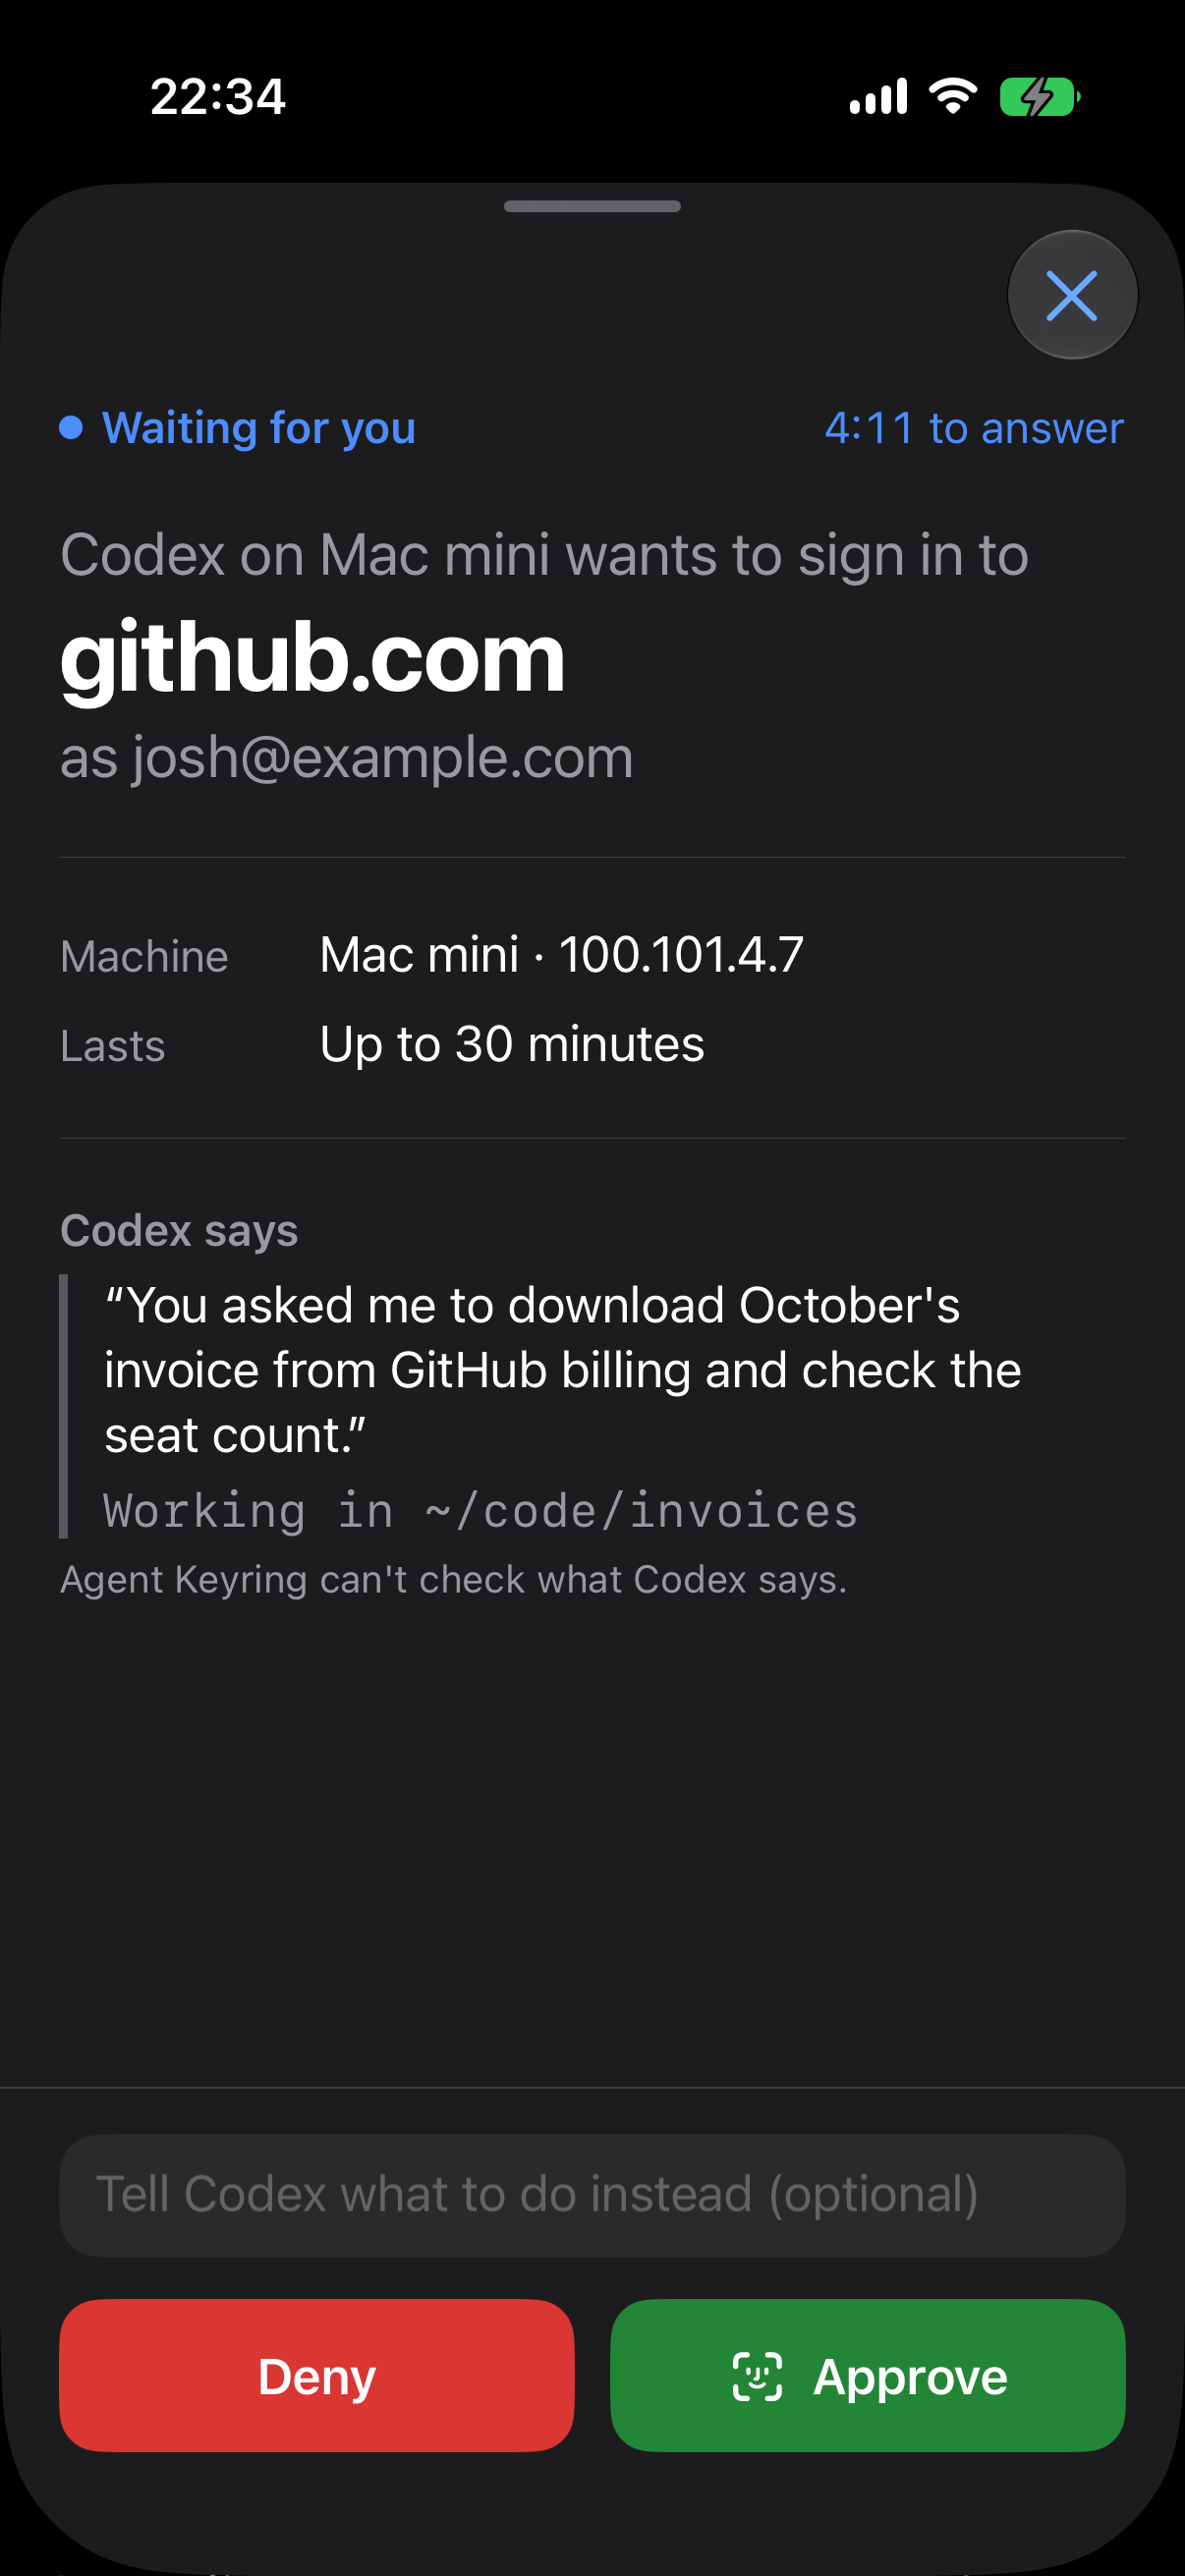 22:34
Waiting for you
4:11 to answer
Codex on Mac mini wants to sign in to
github.com
as josh@example.com
Machine
Mac mini · 100.101.4.7
Lasts
Up to 30 minutes
Codex says
“You asked me to download October's
invoice from GitHub billing and check the
seat count.”
Working in ~/code/invoices
Agent Keyring can't check what Codex says.
Tell Codex what to do instead (optional)
Deny
Approve